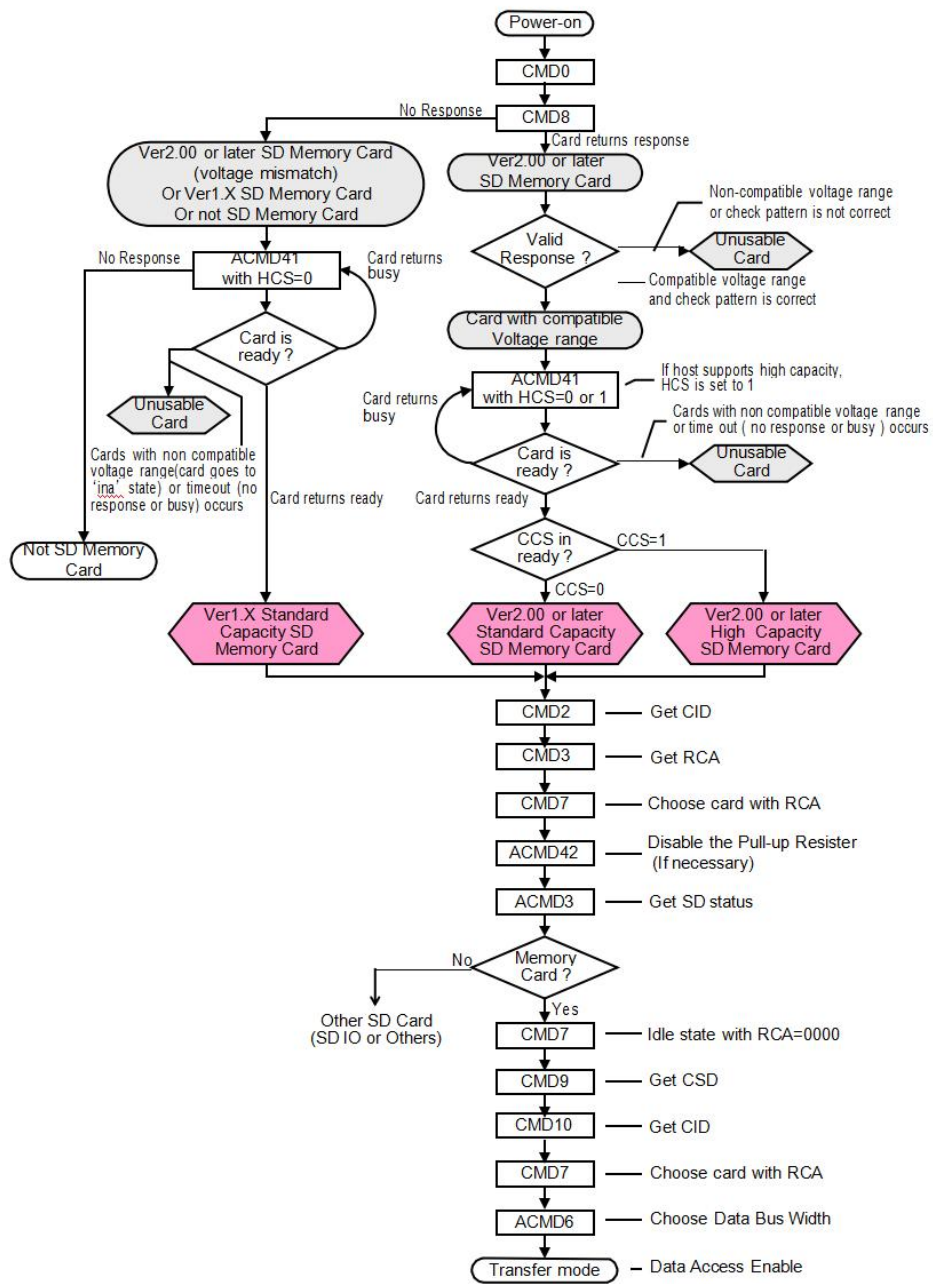 Power-on
CMD0
No Response
CMD8
Card returns response
Ver2.00 or later SD Memory Card
(voltage mismatch)
Or Ver1.X SD Memory Card
Or not SD Memory Card
Ver2.00 or later
SD Memory Card
Non-compatible voltage range
or check pattern is not correct
Valid
Response ?
Unusable
Card
Compatible voltage range
and check pattern is correct
No Response
ACMD41
with HCS=0
Card returns
busy
Card is
ready ?
Card with compatible
Voltage range
ACMD41
with HCS=0 or 1
If host supports high capacity,
HCS is set to 1
Card returns
busy
Unusable
Card
Cards with non compatible voltage range
or time out ( no response or busy ) occurs
Card is
ready ?
Unusable
Card
Cards with non compatible
voltage range(card goes to
‘ina’ state) or timeout (no
response or busy) occurs
Card returns ready
Card returns ready
Not SD Memory
Card
CCS in
ready ?
CCS=1
CCS=0
Ver1.X Standard
Capacity SD
Memory Card
Ver2.00 or later
Standard Capacity
SD Memory Card
Ver2.00 or later
High Capacity
SD Memory Card
CMD2
Get CID
CMD3
Get RCA
CMD7
Choose card with RCA
ACMD42
Disable the Pull-up Resister
(If necessary)
ACMD3
Get SD status
Memory
Card ?
No
Yes
Other SD Card
(SD IO or Others)
CMD7
Idle state with RCA=0000
CMD9
Get CSD
CMD10
Get CID
CMD7
Choose card with RCA
ACMD6
Choose Data Bus Width
Transfer mode
Data Access Enable